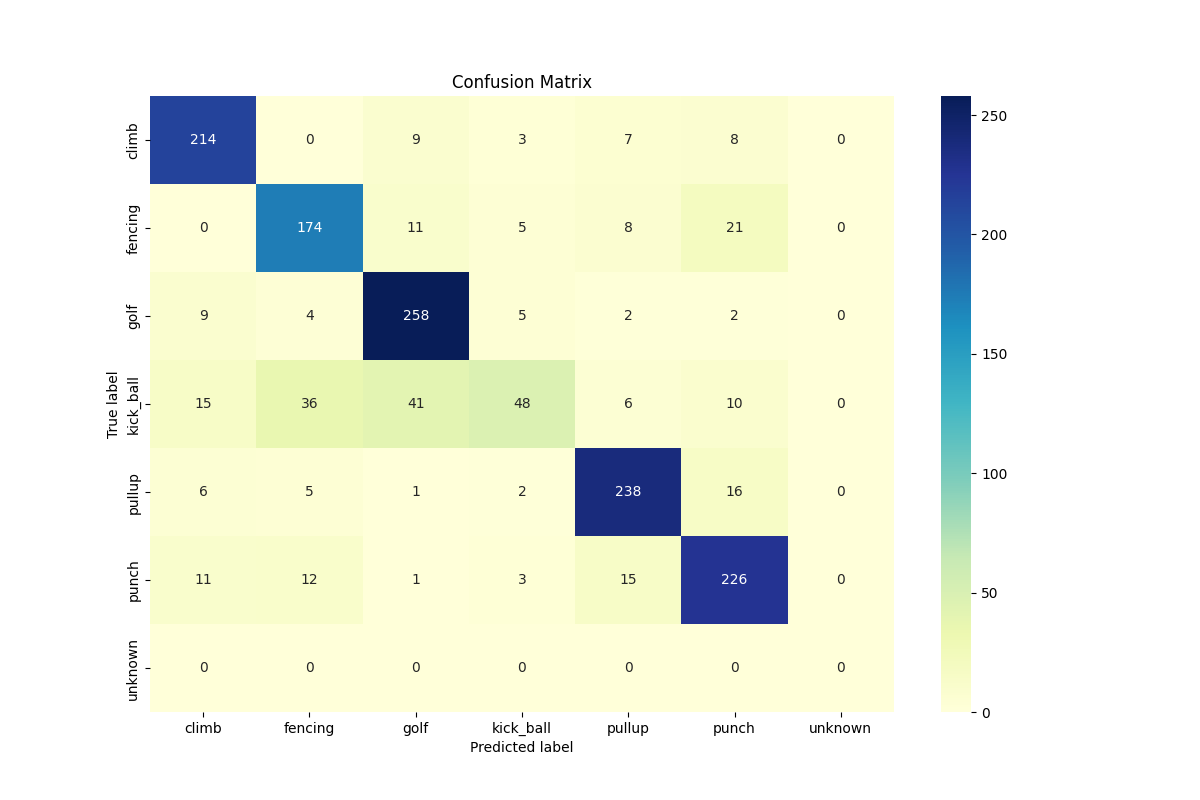 Confusion Matrix
climb 214 0 9 3 7 8 0
fencing 0 174 11 5 8 21 0
golf 9 4 258 5 2 2 0
kick_ball 15 36 41 48 6 10 0
pullup 6 5 1 2 238 16 0
punch 11 12 1 3 15 226 0
unknown 0 0 0 0 0 0 0
climb fencing golf kick_ball pullup punch unknown
Predicted label
True label
250
200
150
100
50
0